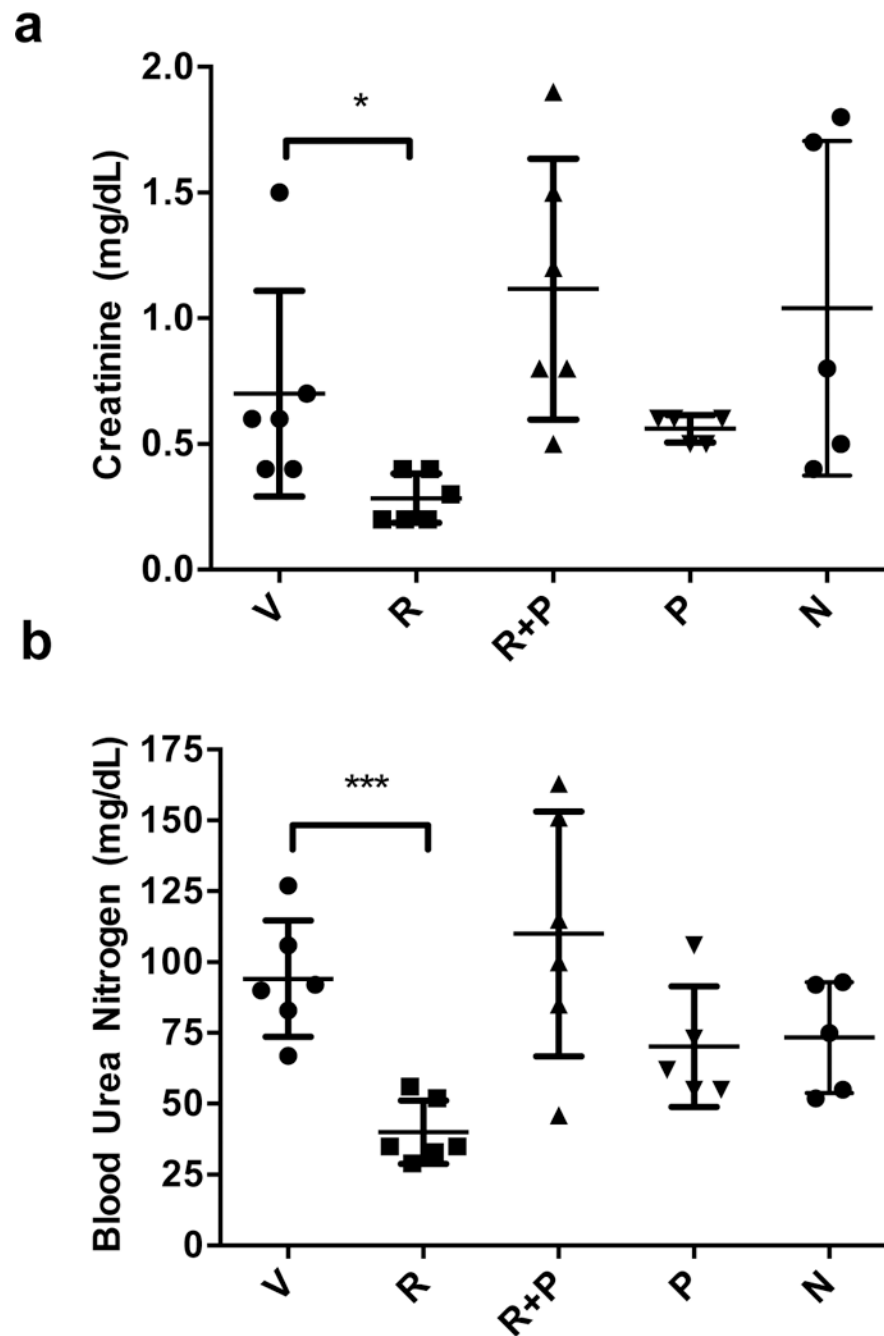 a
Creatinine (mg/dL)
2.0
1.5
1.0
0.5
0.0
*
V
R
R+P
P
N
b
Blood Urea Nitrogen (mg/dL)
175
150
125
100
75
50
25
0
***
V
R
R+P
P
N